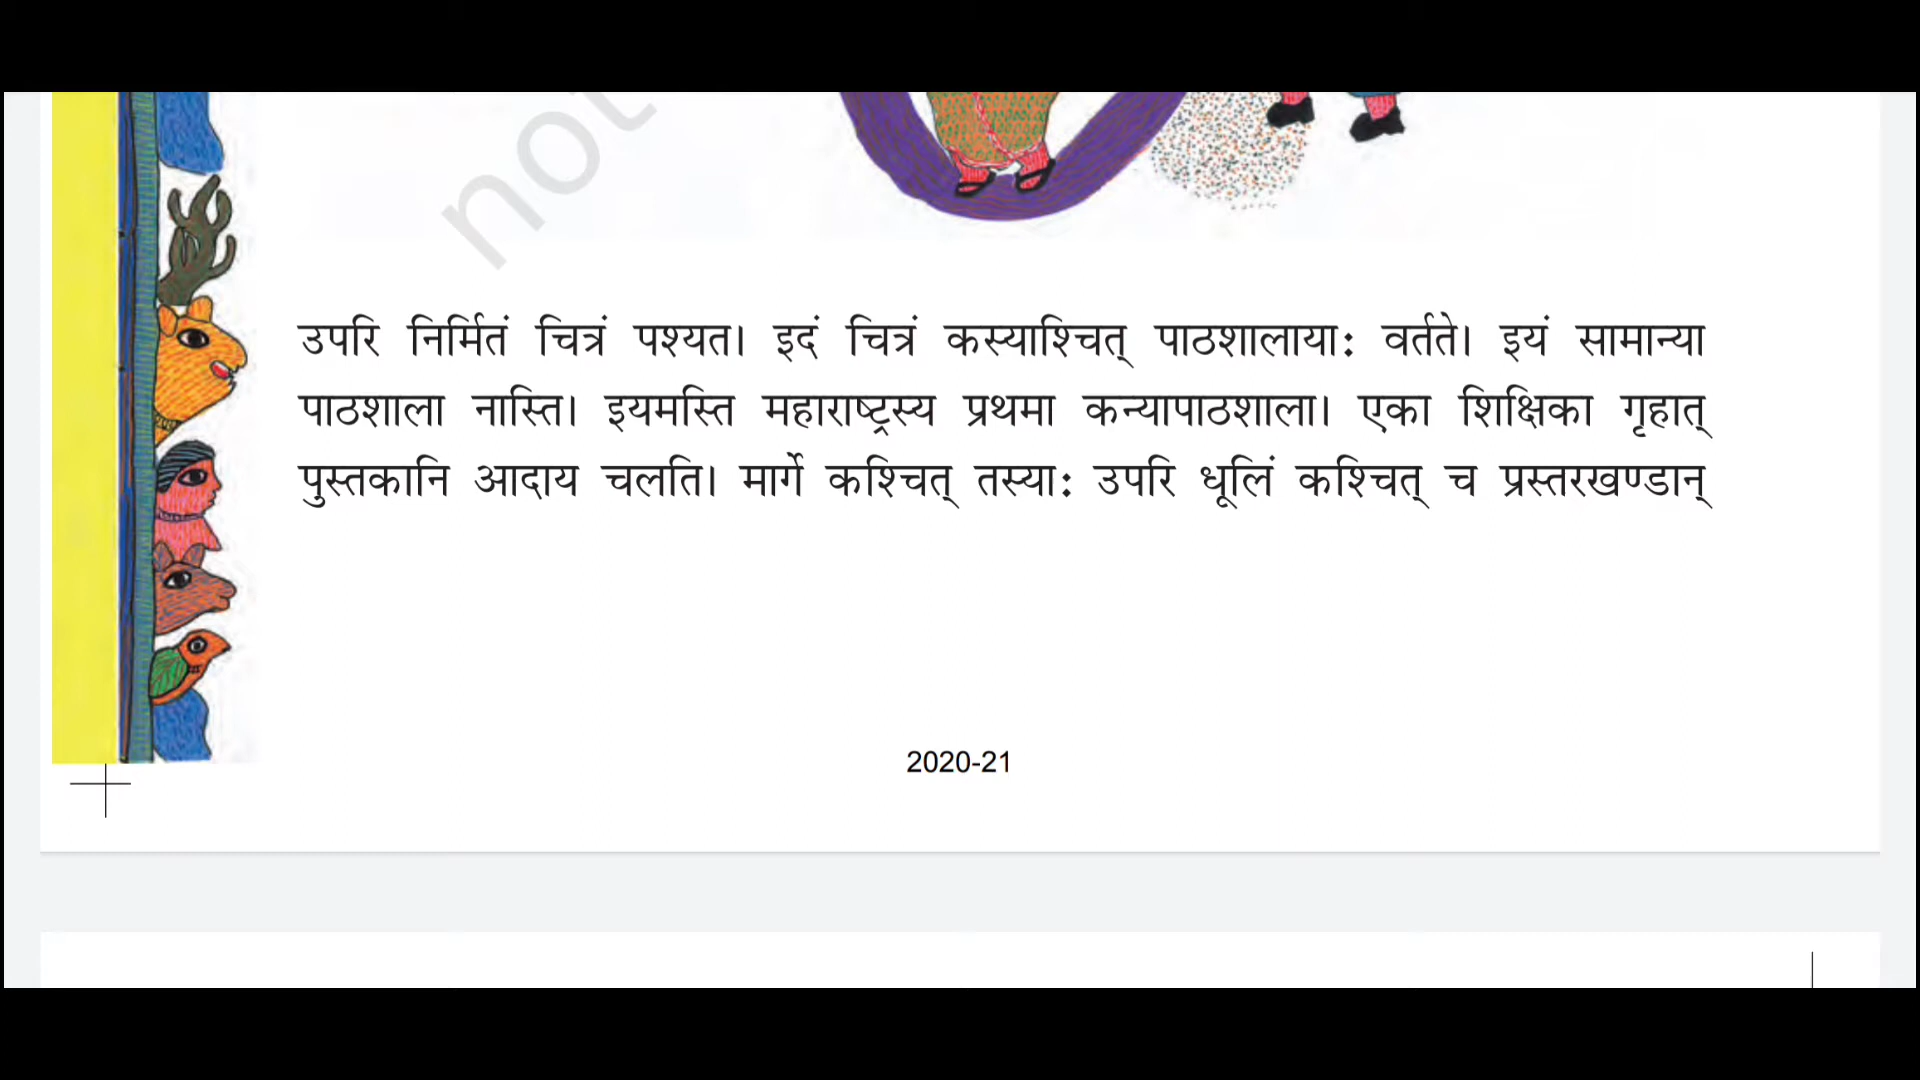 not
उपरि निर्मितं चित्रं पश्यत। इदं चित्रं कस्याश्चित् पाठशालायाः वर्तते। इयं सामान्या
पाठशाला नास्ति। इयमस्ति महाराष्ट्रस्य प्रथमा कन्यापाठशाला। एका शिक्षिका गृहात्
पुस्तकानि आदाय चलति। मार्गे कश्चित् तस्याः उपरि धूलिं कश्चित् च प्रस्तरखण्डान्
2020-21